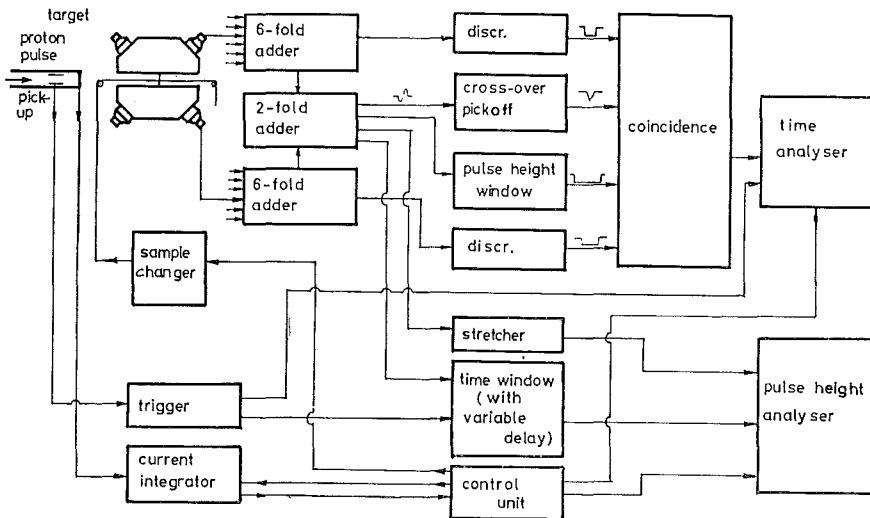 target
proton
pulse
pick-
up
6-fold
adder
2-fold
adder
6-fold
adder
discr.
cross-over
pickoff
pulse height
window
discr.
coincidence
time
analyser
sample
changer
stretcher
time window
(with
variable
delay)
pulse height
analyser
trigger
current
integrator
control
unit